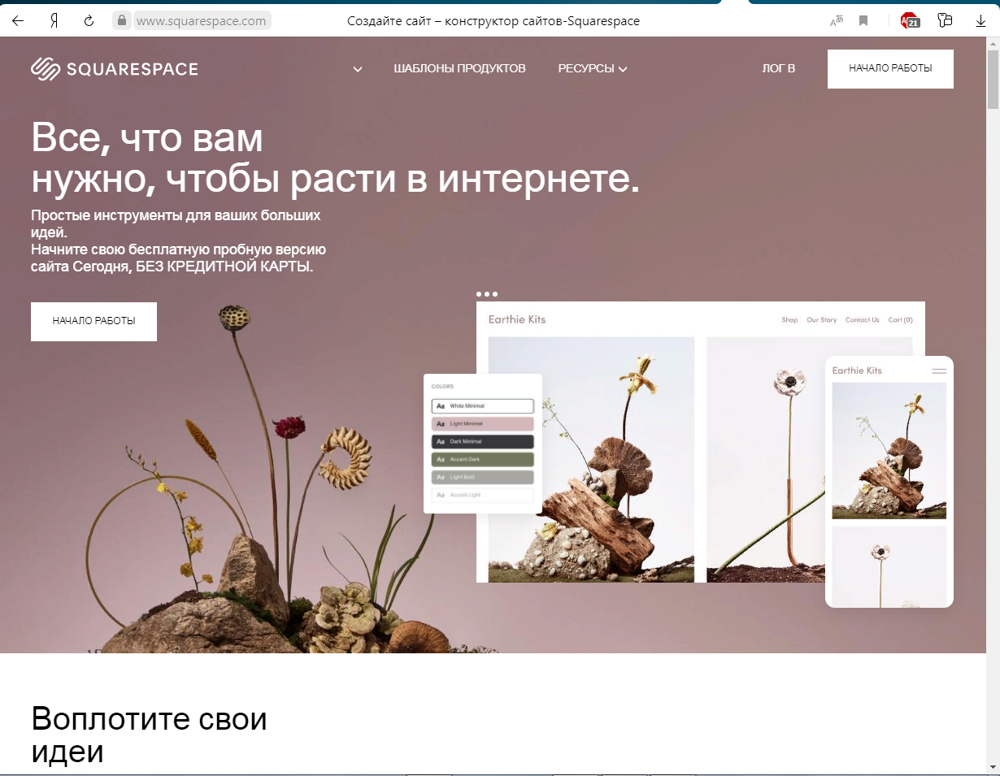 Я
www.squarespace.com
Создайте сайт – конструктор сайтов-Squarespace
21
SQUARESPACE
ШАБЛОНЫ ПРОДУКТОВ
РЕСУРСЫ
ЛОГ В
НАЧАЛО РАБОТЫ
Все, что вам
нужно, чтобы расти в интернете.
Простые инструменты для ваших больших
идей.
Начните свою бесплатную пробную версию
сайта Сегодня, БЕЗ КРЕДИТНОЙ КАРТЫ.
НАЧАЛО РАБОТЫ
Earthie Kits
Shop Our Story Contact Us Cart (0)
COLORS
Aa White Minimal
Aa Light Minimal
Aa Dark Minimal
Aa Accent Dark
Aa Light Bold
Aa Accent Light
Earthie Kits
Воплотите свои
идеи